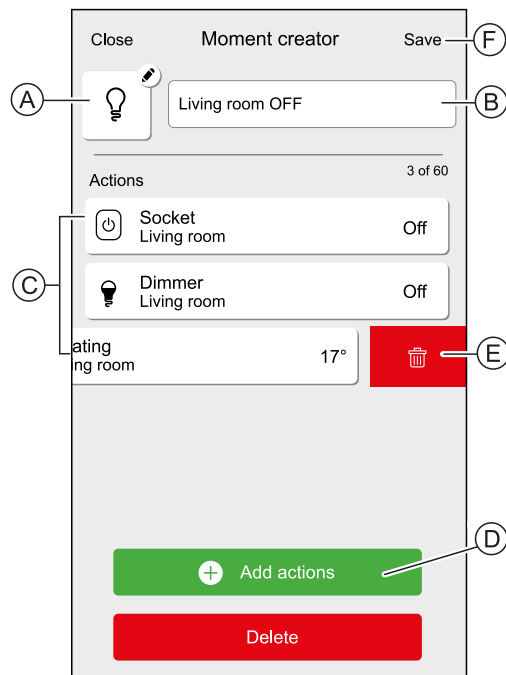 Close Moment creator Save F
A Living room OFF B
3 of 60
Actions
Socket
Living room Off
C
Dimmer
Living room Off
ating
ing room 17° E
D
Add actions
Delete